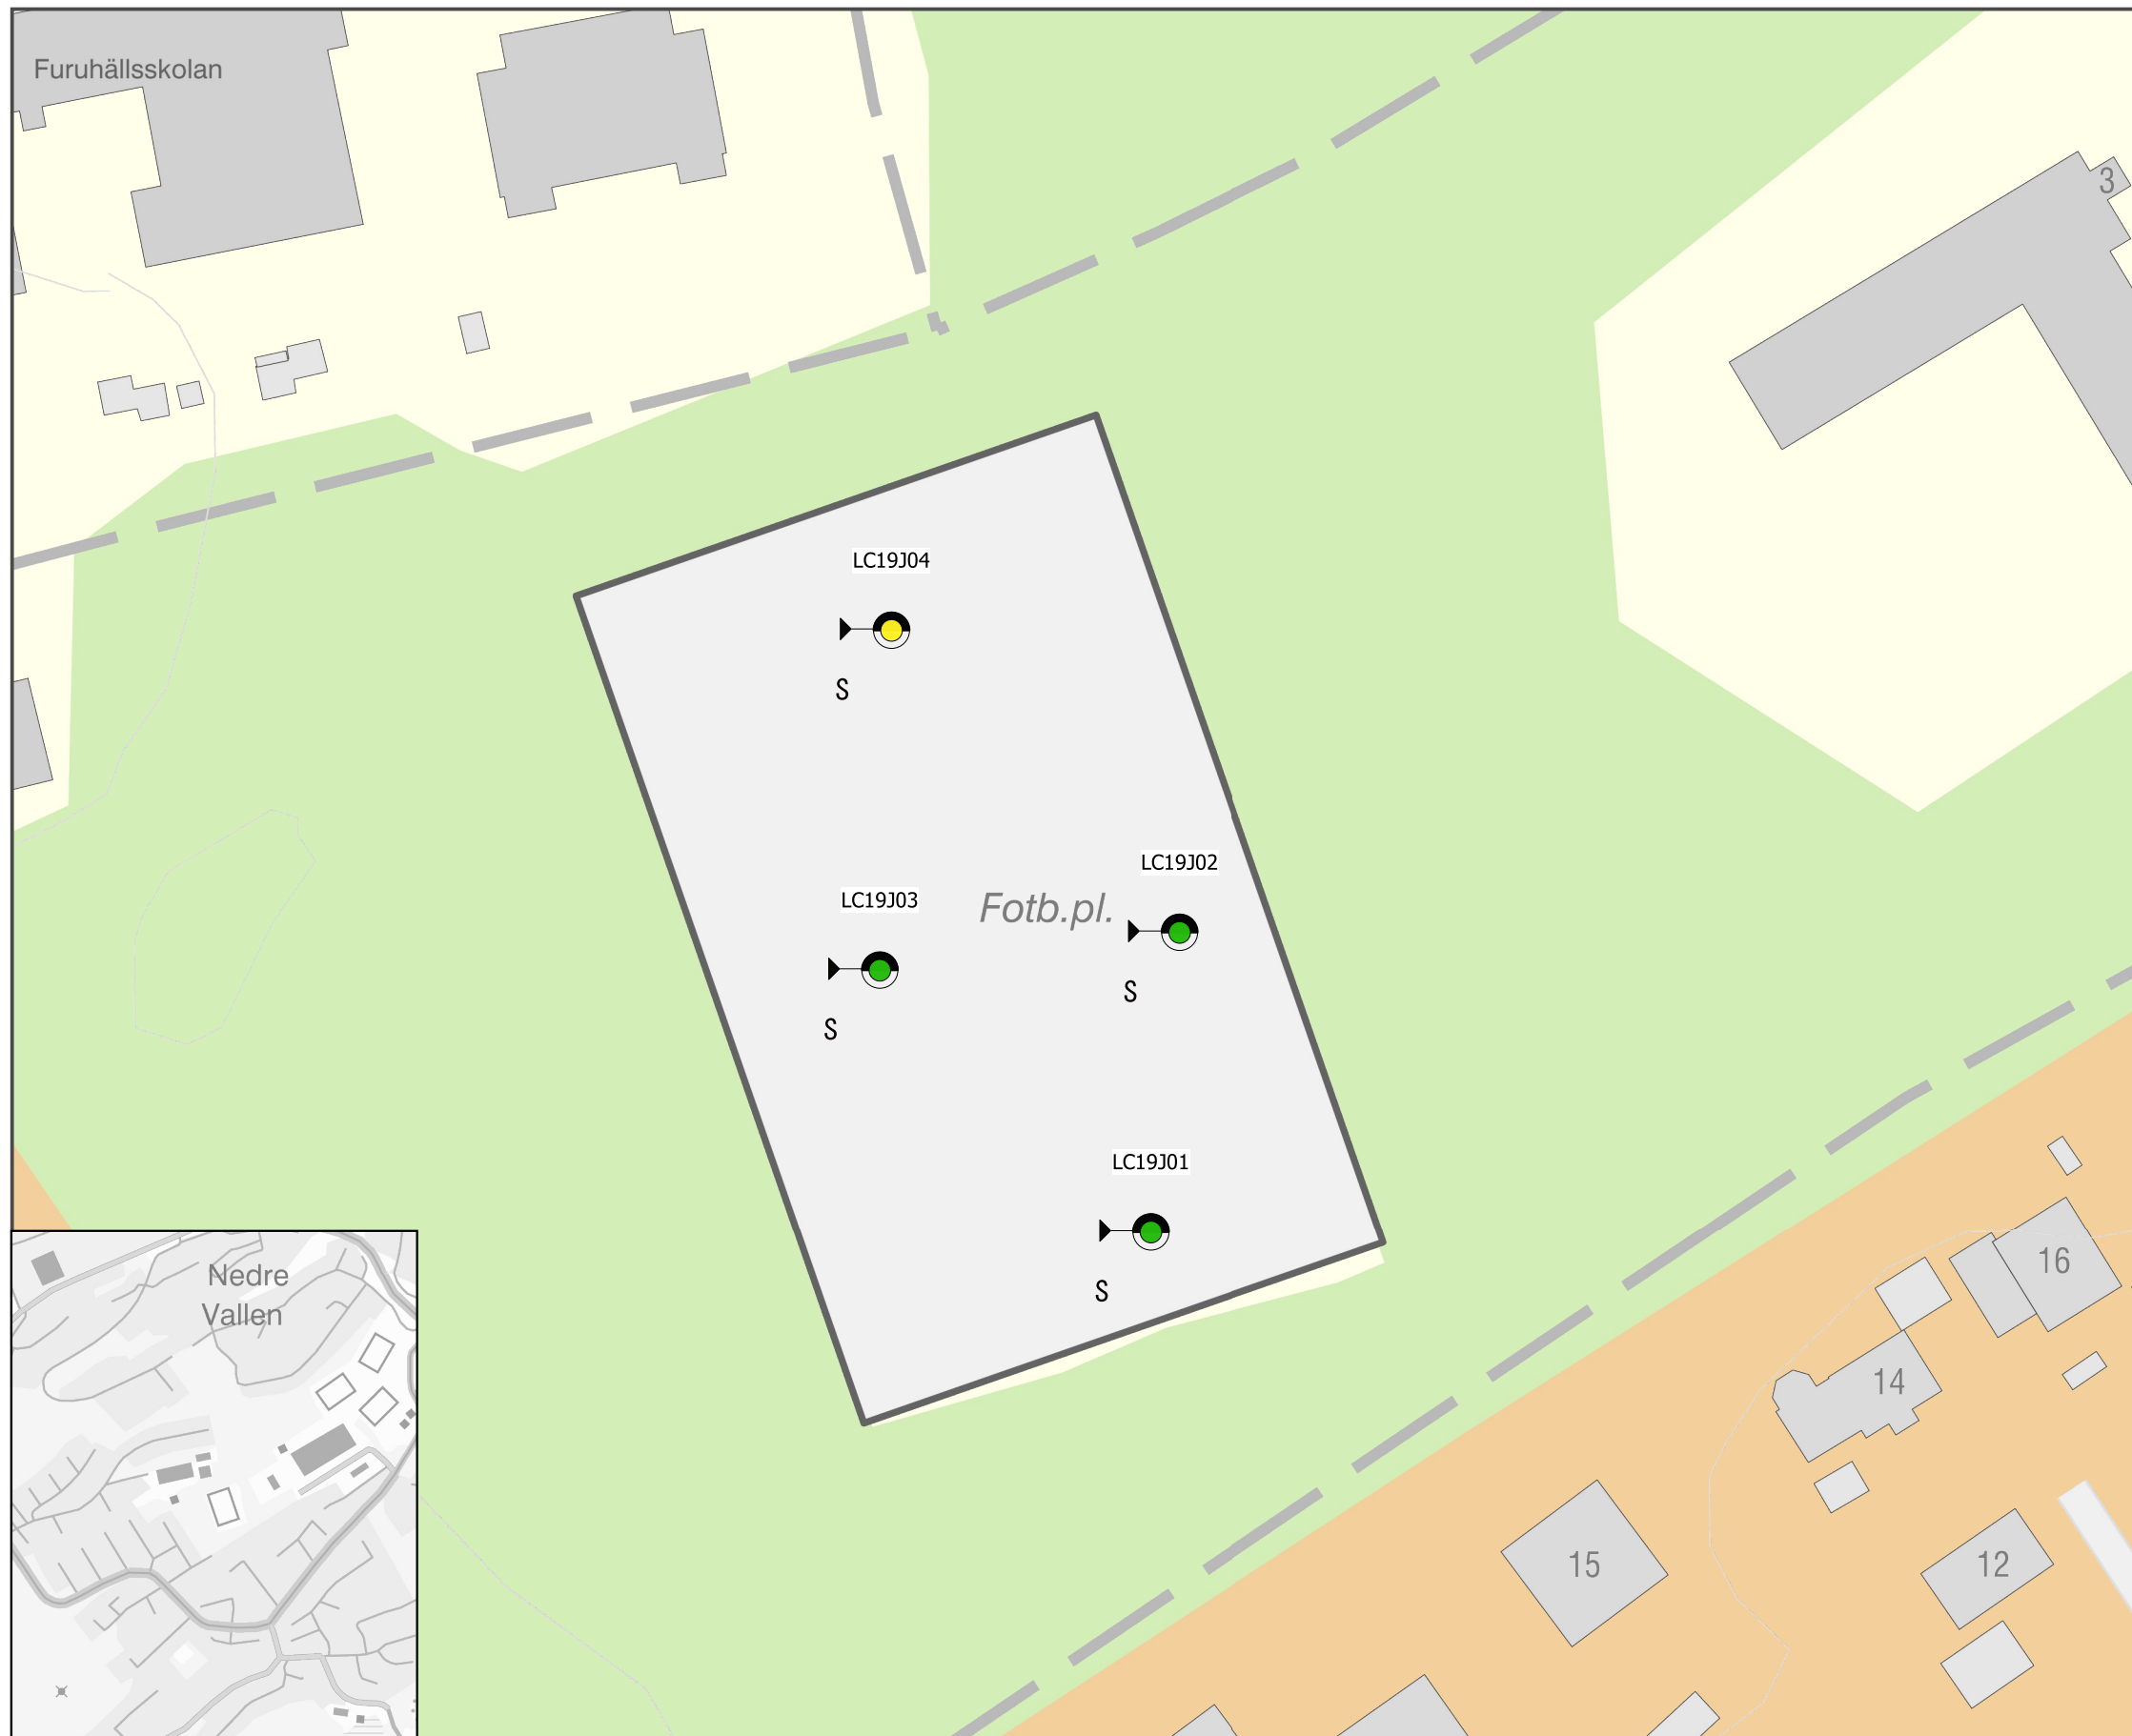 Furuhällsskolan
3
LC19J04
S
LC19J02
LC19J03
Fotb.pl.
S
S
LC19J01
S
Nedre
Vallen
16
14
15
12